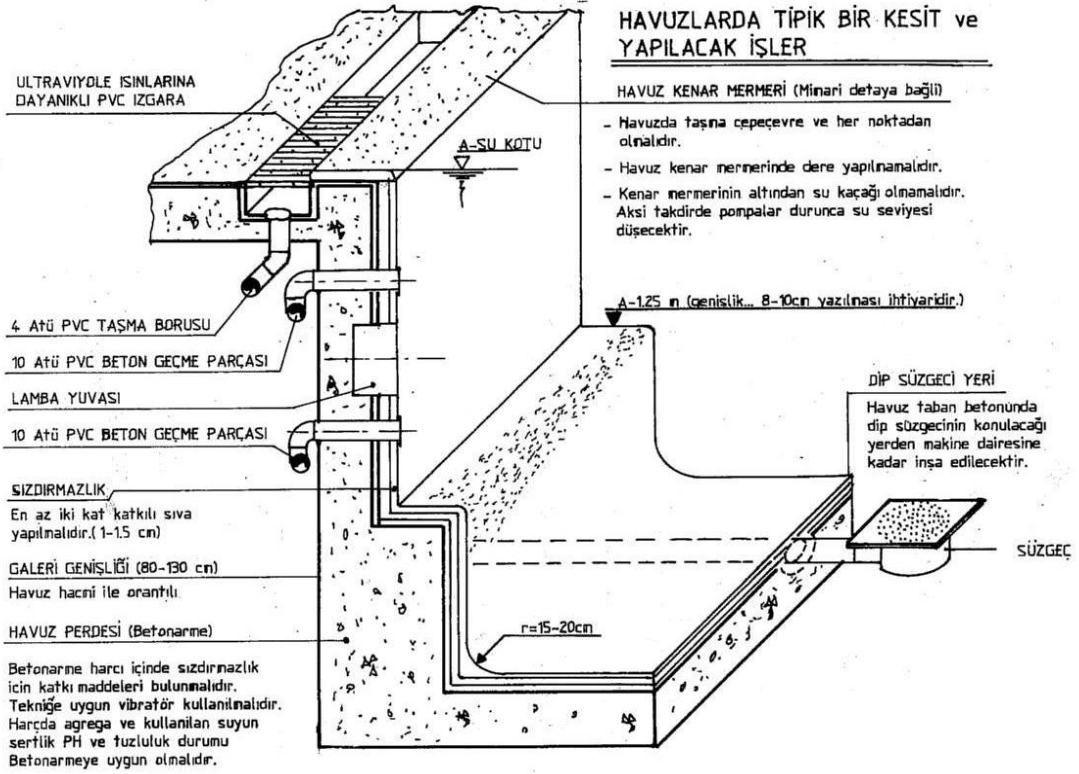 HAVUZLARDA TİPİK BİR KESİT ve
YAPILACAK İŞLER
ULTRAVİYOLE ISINLARINA
DAYANIKLI PVC IZGARA
HAVUZ KENAR MERMERİ (Mimari detaya bağli)
- Havuzda taşma çepeçevre ve her noktadan
olmalıdır.
- Havuz kenar mermerinde dere yapılmamalıdır.
- Kenar mermerinin altından su kaçağı olmamalıdır.
Aksi takdirde pompalar durunca su seviyesi
düşecektir.
A-SU KOTU
A-1.25 m (genislik... 8-10cm yazılması ihtiyaridir.)
4 Atü PVC TAŞMA BORUSU
10 Atü PVC BETON GEÇME PARÇASI
LAMBA YUVASI
10 Atü PVC BETON GEÇME PARÇASI
SIZDIRMAZLIK
En az iki kat katkılı sıva
yapılmalıdır.( 1-1.5 cm)
GALERİ GENİŞLİĞİ (80-130 cm)
Havuz hacmi ile orantılı
HAVUZ PERDESİ (Betonarme)
Betonarme harcı içinde sızdırmazlık
için katkı maddeleri bulunmalıdır.
Tekniğe uygun vibratör kullanılmalıdır.
Harçda agrega ve kullanilan suyun
sertlik PH ve tuzluluk durumu
Betonarmeye uygun olmalıdır.
DİP SÜZGECİ YERİ
Havuz taban betonunda
dip süzgecinin konulacağı
yerden makine dairesine
kadar inşa edilecektir.
SÜZGEÇ
r=15-20cm